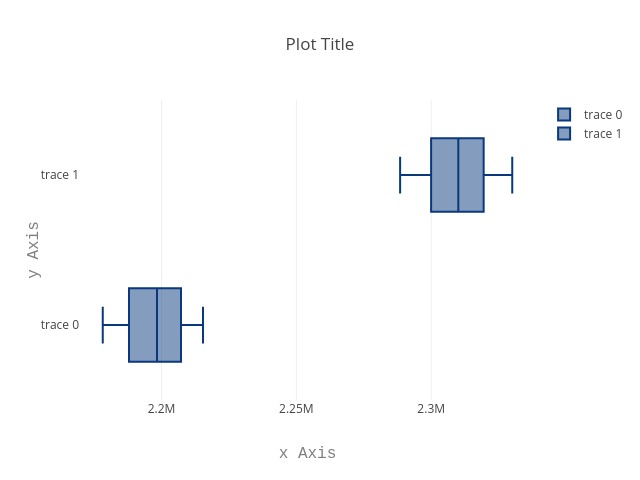 Plot Title
trace 0
trace 1
trace 1
trace 0
y Axis
2.2M
2.25M
2.3M
x Axis